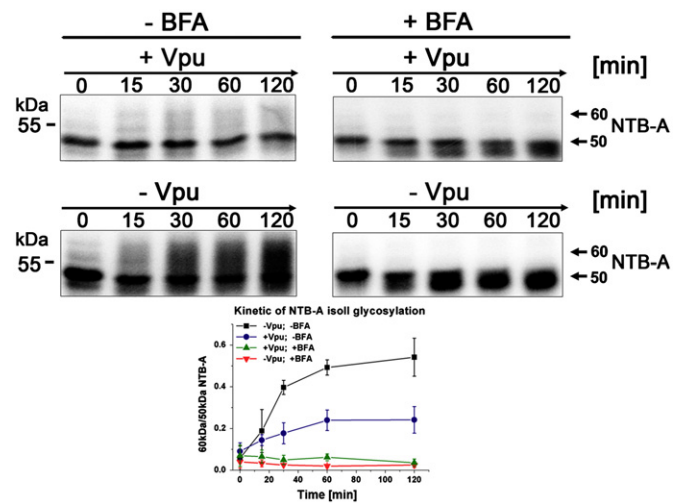 - BFA
+ BFA
+ Vpu
+ Vpu
[min]
0 15 30 60 120
0 15 30 60 120
kDa
55
60
50
NTB-A
- Vpu
- Vpu
[min]
0 15 30 60 120
0 15 30 60 120
kDa
55
60
50
NTB-A
Kinetic of NTB-A isoII glycosylation
-Vpu; -BFA
+Vpu; -BFA
+Vpu; +BFA
-Vpu; +BFA
60kDa/50kDa NTB-A
0.6
0.4
0.2
0.0
0 20 40 60 80 100 120
Time [min]